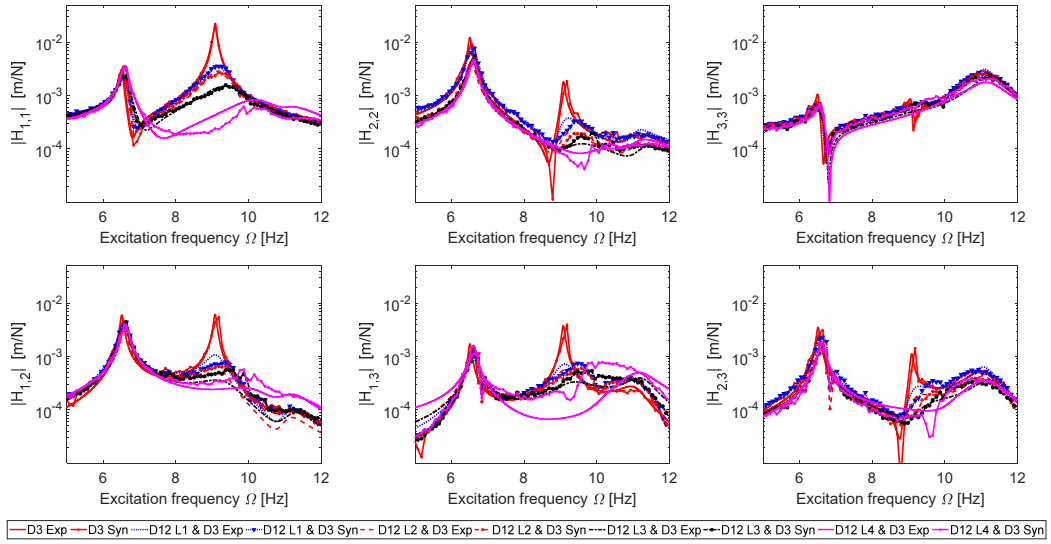 |H1,1| [m/N]
10-2
10-3
10-4
6 8 10 12
Excitation frequency Ω [Hz]
|H2,2| [m/N]
10-2
10-3
10-4
6 8 10 12
Excitation frequency Ω [Hz]
|H3,3| [m/N]
10-2
10-3
10-4
6 8 10 12
Excitation frequency Ω [Hz]
|H1,2| [m/N]
10-2
10-3
10-4
6 8 10 12
Excitation frequency Ω [Hz]
|H1,3| [m/N]
10-2
10-3
10-4
6 8 10 12
Excitation frequency Ω [Hz]
|H2,3| [m/N]
10-2
10-3
10-4
6 8 10 12
Excitation frequency Ω [Hz]
D3 Exp D3 Syn D12 L1 & D3 Exp D12 L1 & D3 Syn D12 L2 & D3 Exp D12 L2 & D3 Syn D12 L3 & D3 Exp D12 L3 & D3 Syn D12 L4 & D3 Exp D12 L4 & D3 Syn